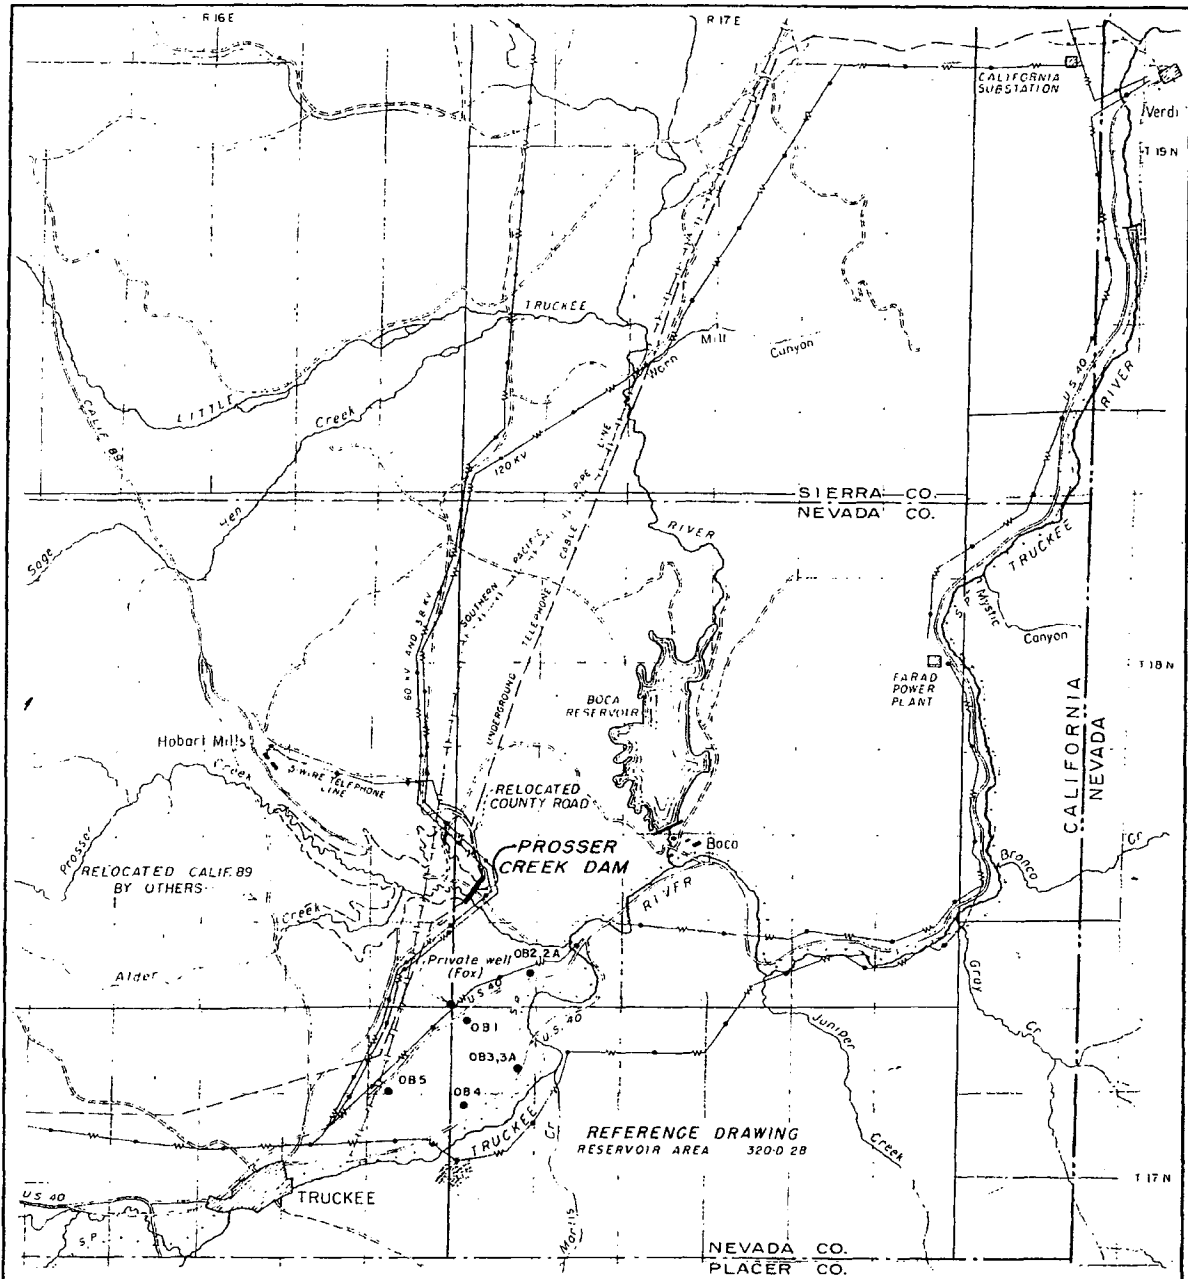 R 16 E
R 17 E
CALIFORNIA
SUBSTATION
Verdi
T 19 N
TRUCKEE
Mill
Canyon
Worn
U.S. 40
RIVER
CALIF. 89
LITTLE
Creek
120 KV
PIPE LINE
SIERRA CO.
NEVADA CO.
Sage
Hen
RIVER
SOUTHERN PACIFIC
UNDERGROUND TELEPHONE CABLE
TRUCKEE
S.P.
Mystic
Canyon
60 KV AND 38 KV
T 18 N
FARAD
POWER
PLANT
BOCA
RESERVOIR
CALIFORNIA
NEVADA
Hobart Mills
Creek
5 WIRE TELEPHONE
LINE
RELOCATED
COUNTY ROAD
Prosser
PROSSER
CREEK DAM
Boca
Bronco
Cr
RELOCATED CALIF. 89
BY OTHERS
RIVER
Creek
Alder
Private well
(Fox)
OB2, 2A
U.S. 40
S.P.
OB1
U.S. 40
Gray
Cr.
Juniper
OB3,3A
OB5
OB4
TRUCKEE
Cr
REFERENCE DRAWING
RESERVOIR AREA 320-D 28
Creek
T 17 N
U S 40
TRUCKEE
S.P.
Martis
NEVADA CO.
PLACER CO.